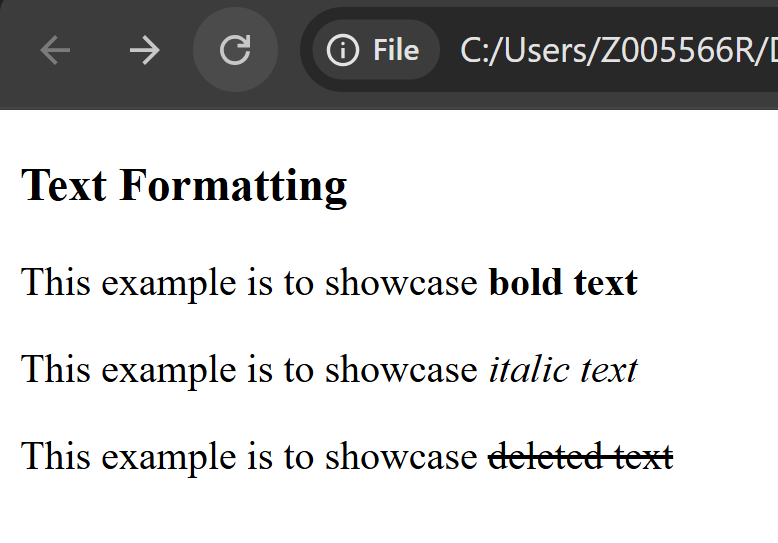 File C:/Users/Z005566R/
Text Formatting
This example is to showcase bold text
This example is to showcase italic text
This example is to showcase deleted text